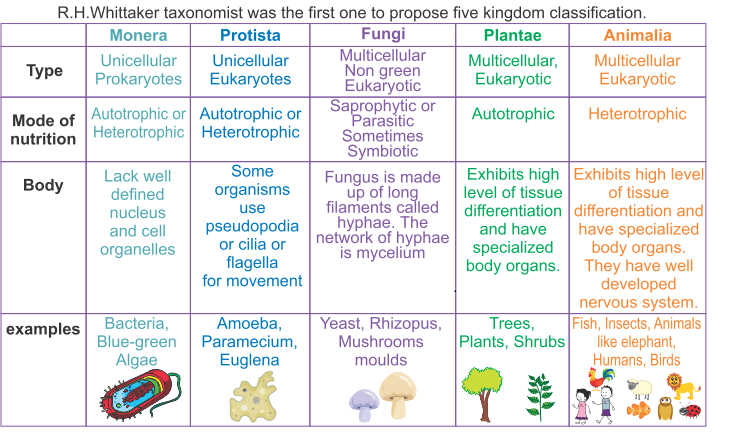 R.H.Whittaker taxonomist was the first one to propose five kingdom classification.
Monera
Protista
Fungi
Plantae
Animalia
Type
Unicellular
Prokaryotes
Unicellular
Eukaryotes
Multicellular
Non green
Eukaryotic
Multicellular,
Eukaryotic
Multicellular
Eukaryotic
Mode of
nutrition
Autotrophic or
Heterotrophic
Autotrophic or
Heterotrophic
Saprophytic or
Parasitic
Sometimes
Symbiotic
Autotrophic
Heterotrophic
Body
Lack well
defined
nucleus
and cell
organelles
Some
organisms
use
pseudopodia
or cilia or
flagella
for movement
Fungus is made
up of long
filaments called
hyphae. The
network of hyphae
is mycelium
Exhibits high
level of tissue
differentiation
and have
specialized
body organs.
Exhibits high level
of tissue
differentiation and
have specialized
body organs.
They have well
developed
nervous system.
examples
Bacteria,
Blue-green
Algae
Amoeba,
Paramecium,
Euglena
Yeast, Rhizopus,
Mushrooms
moulds
Trees,
Plants, Shrubs
Fish, Insects, Animals
like elephant,
Humans, Birds